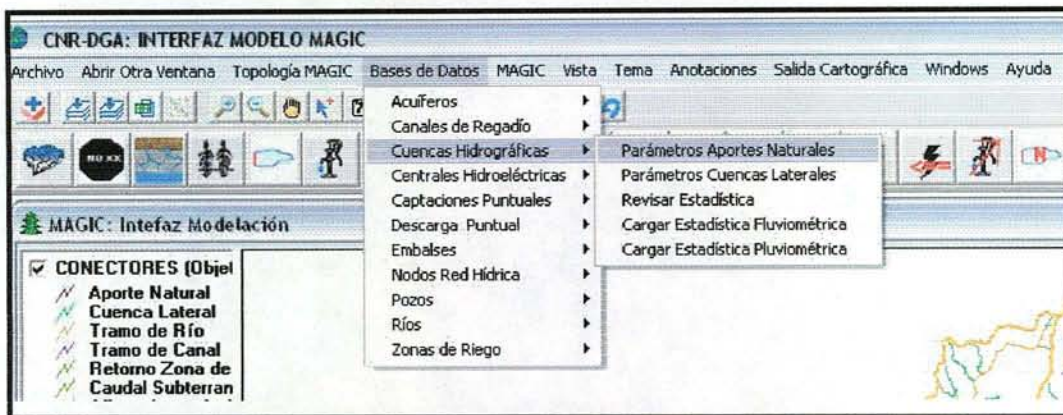 CNR-DGA: INTERFAZ MODELO MAGIC
Archivo Abrir Otra Ventana Topología MAGIC Bases de Datos MAGIC Vista Tema Anotaciones Salida Cartográfica Windows Ayuda
NO XX
N
Acuíferos
Canales de Regadío
Cuencas Hidrográficas
Centrales Hidroeléctricas
Captaciones Puntuales
Descarga Puntual
Embalses
Nodos Red Hídrica
Pozos
Ríos
Zonas de Riego
Parámetros Aportes Naturales
Parámetros Cuencas Laterales
Revisar Estadística
Cargar Estadística Fluviométrica
Cargar Estadística Pluviométrica
MAGIC: Intefaz Modelación
CONECTORES (Objet
Aporte Natural
Cuenca Lateral
Tramo de Río
Tramo de Canal
Retorno Zona de
Caudal Subterran